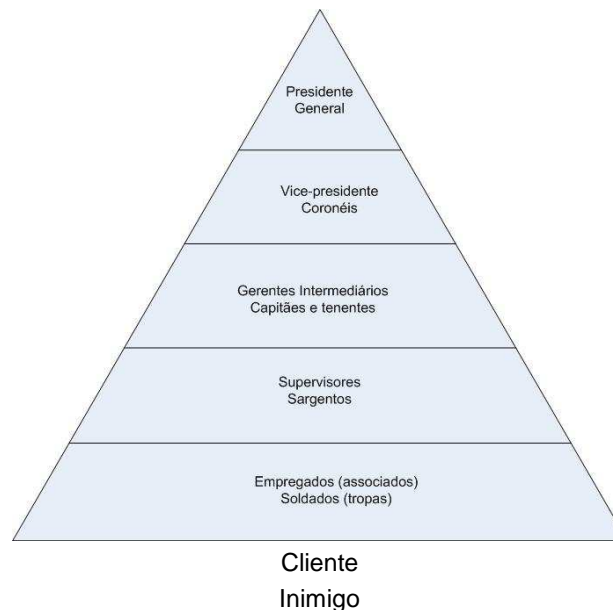 Presidente
General
Vice-presidente
Coronéis
Gerentes Intermediários
Capitães e tenentes
Supervisores
Sargentos
Empregados (associados)
Soldados (tropas)
Cliente
Inimigo